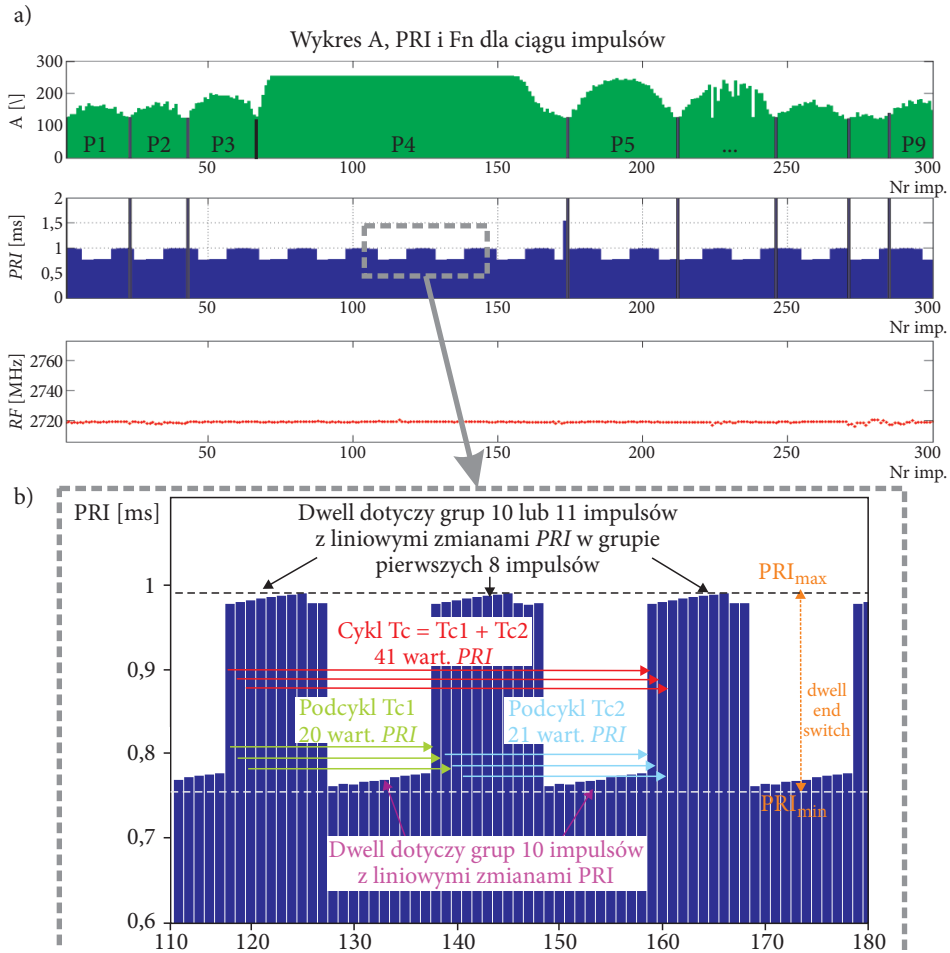 a)
Wykres A, PRI i Fn dla ciągu impulsów
300
200
100
0
A [\]
P1 P2 P3 P4 P5 ... P9
50 100 150 200 250 300
Nr imp.
2
1,5
1
0,5
0
PRI [ms]
50 100 150 200 250 300
Nr imp.
2760
2740
2720
RF [MHz]
50 100 150 200 250 300
Nr imp.
b)
PRI [ms]
Dwell dotyczy grup 10 lub 11 impulsów
z liniowymi zmianami PRI w grupie
pierwszych 8 impulsów
PRImax
1
Cykl Tc = Tc1 + Tc2
41 wart. PRI
0,9
Podcykl Tc1
20 wart. PRI
Podcykl Tc2
21 wart. PRI
dwell
end
switch
0,8
PRImin
Dwell dotyczy grup 10 impulsów
z liniowymi zmianami PRI
0,7
0,6
110 120 130 140 150 160 170 180